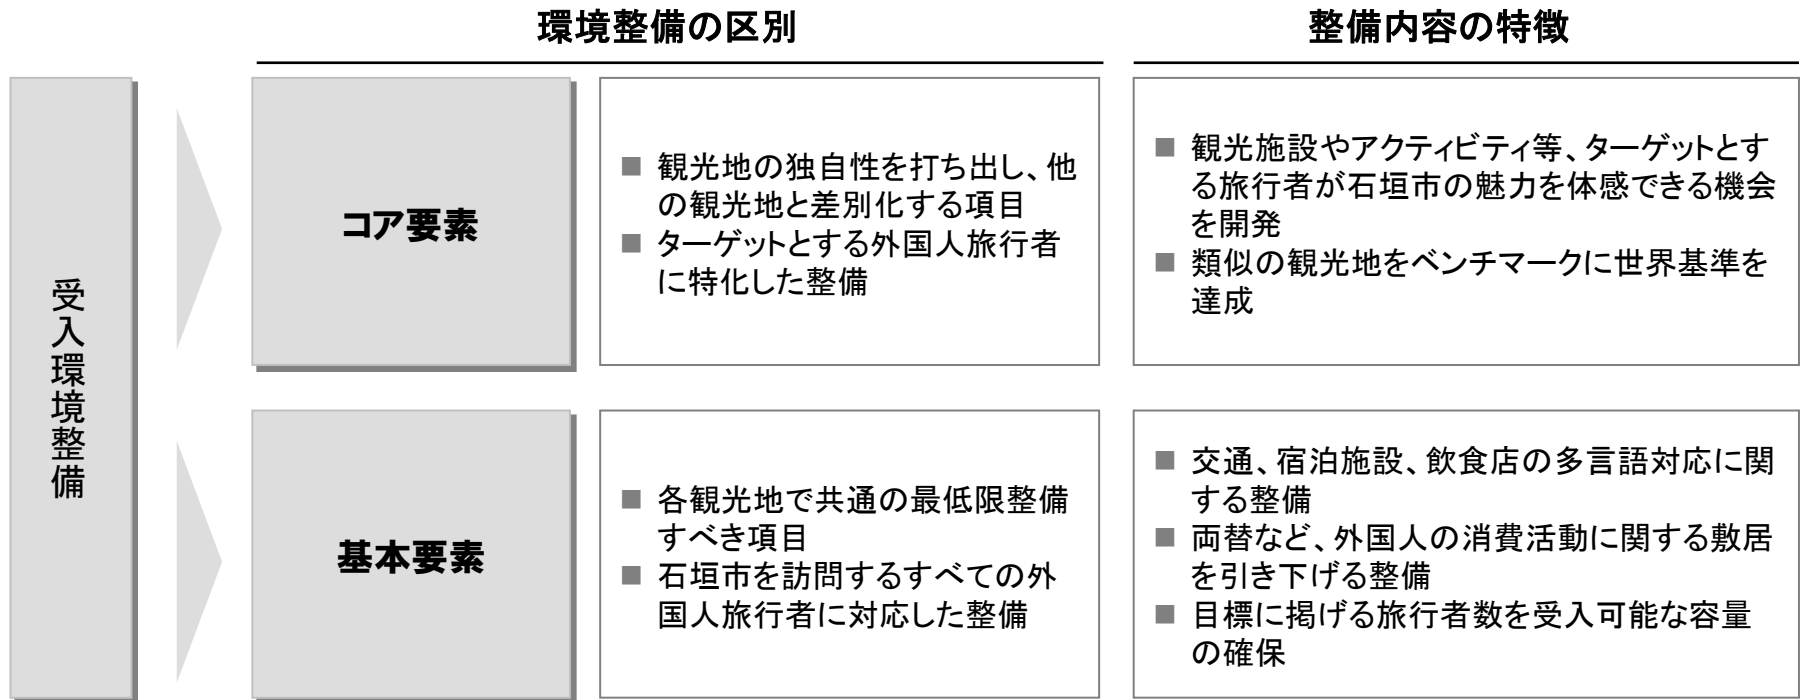 環境整備の区別
整備内容の特徴
受入環境整備
コア要素
■ 観光地の独自性を打ち出し、他
の観光地と差別化する項目
■ ターゲットとする外国人旅行者
に特化した整備
■ 観光施設やアクティビティ等、ターゲットとす
る旅行者が石垣市の魅力を体感できる機会
を開発
■ 類似の観光地をベンチマークに世界基準を
達成
基本要素
■ 各観光地で共通の最低限整備
すべき項目
■ 石垣市を訪問するすべての外
国人旅行者に対応した整備
■ 交通、宿泊施設、飲食店の多言語対応に関
する整備
■ 両替など、外国人の消費活動に関する敷居
を引き下げる整備
■ 目標に掲げる旅行者数を受入可能な容量
の確保